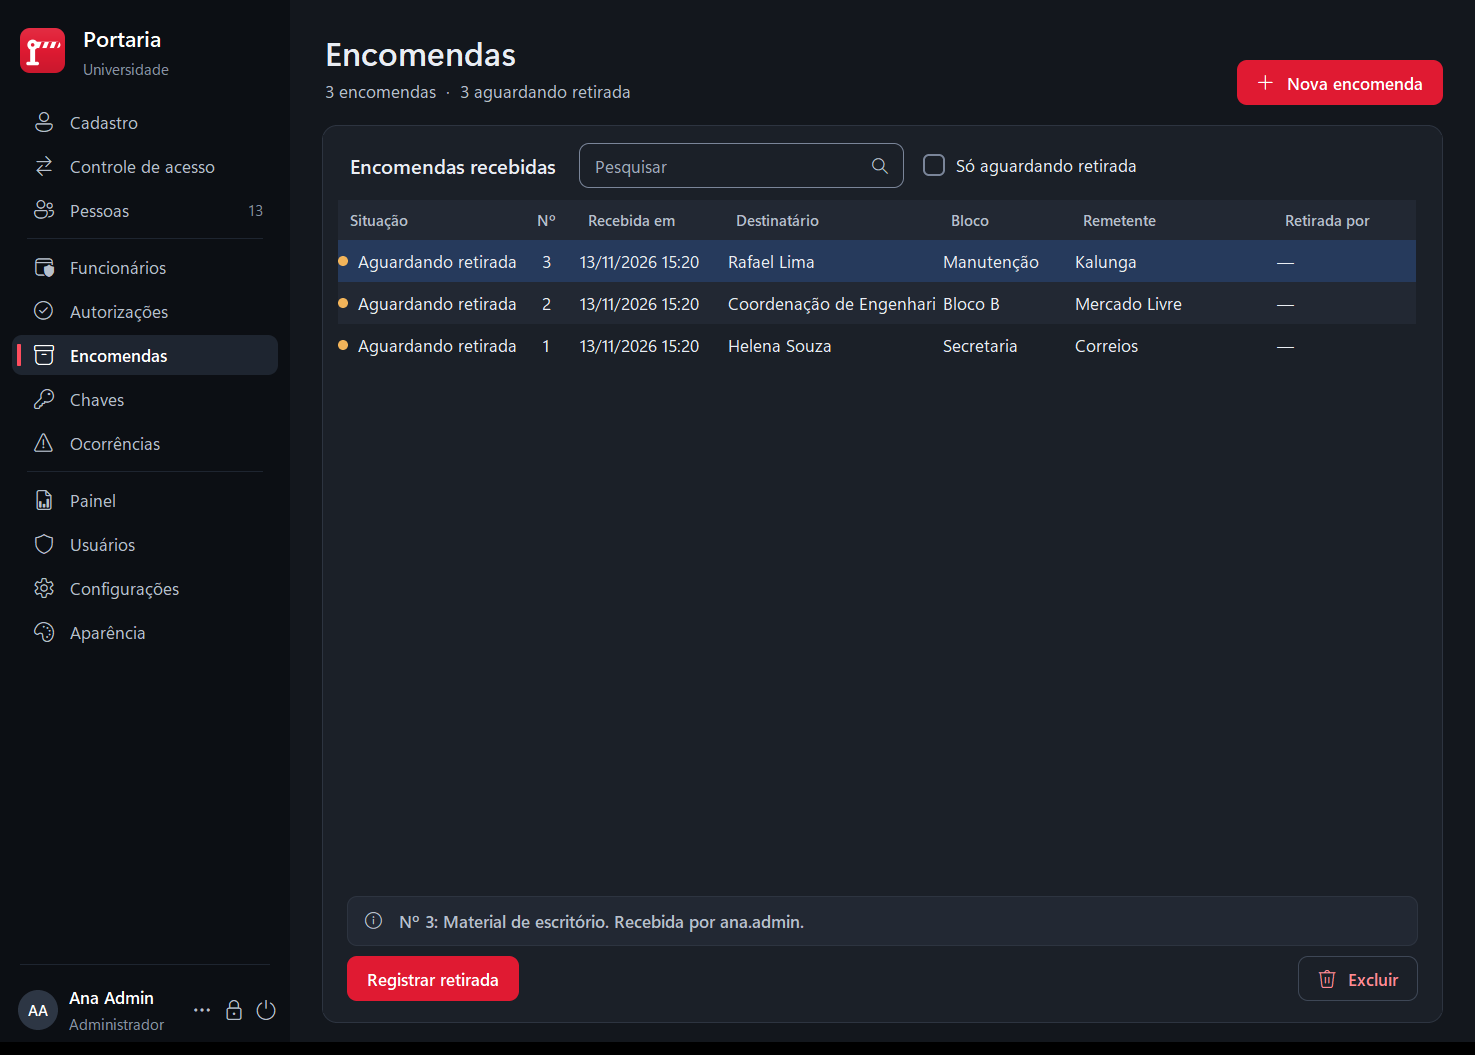 Portaria
Universidade
Cadastro
Controle de acesso
Pessoas 13
Funcionários
Autorizações
Encomendas
Chaves
Ocorrências
Painel
Usuários
Configurações
Aparência
AA
Ana Admin
Administrador
Encomendas
3 encomendas · 3 aguardando retirada
Nova encomenda
Encomendas recebidas
Pesquisar
Só aguardando retirada
Situação Nº Recebida em Destinatário Bloco Remetente Retirada por
Aguardando retirada 3 13/11/2026 15:20 Rafael Lima Manutenção Kalunga —
Aguardando retirada 2 13/11/2026 15:20 Coordenação de Engenhari Bloco B Mercado Livre —
Aguardando retirada 1 13/11/2026 15:20 Helena Souza Secretaria Correios —
Nº 3: Material de escritório. Recebida por ana.admin.
Registrar retirada
Excluir